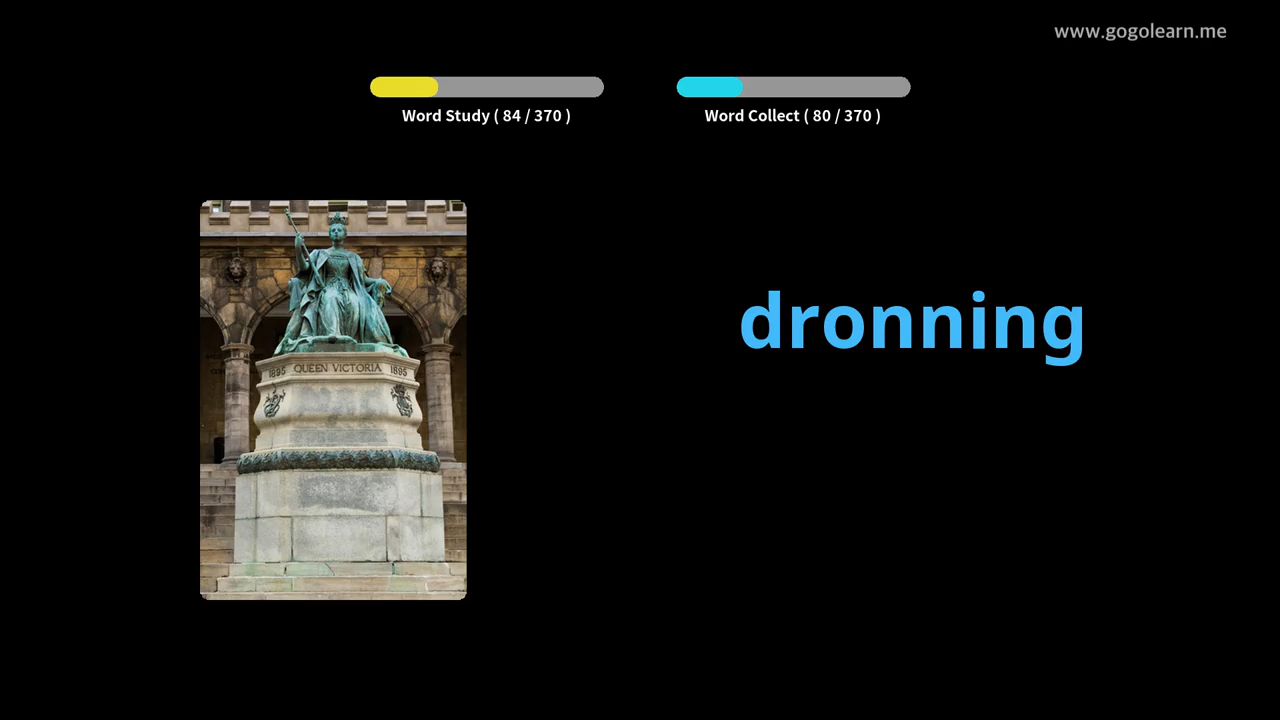 www.gogolearn.me
Word Study ( 84 / 370 )
Word Collect ( 80 / 370 )
1895 QUEEN VICTORIA 1895
dronning